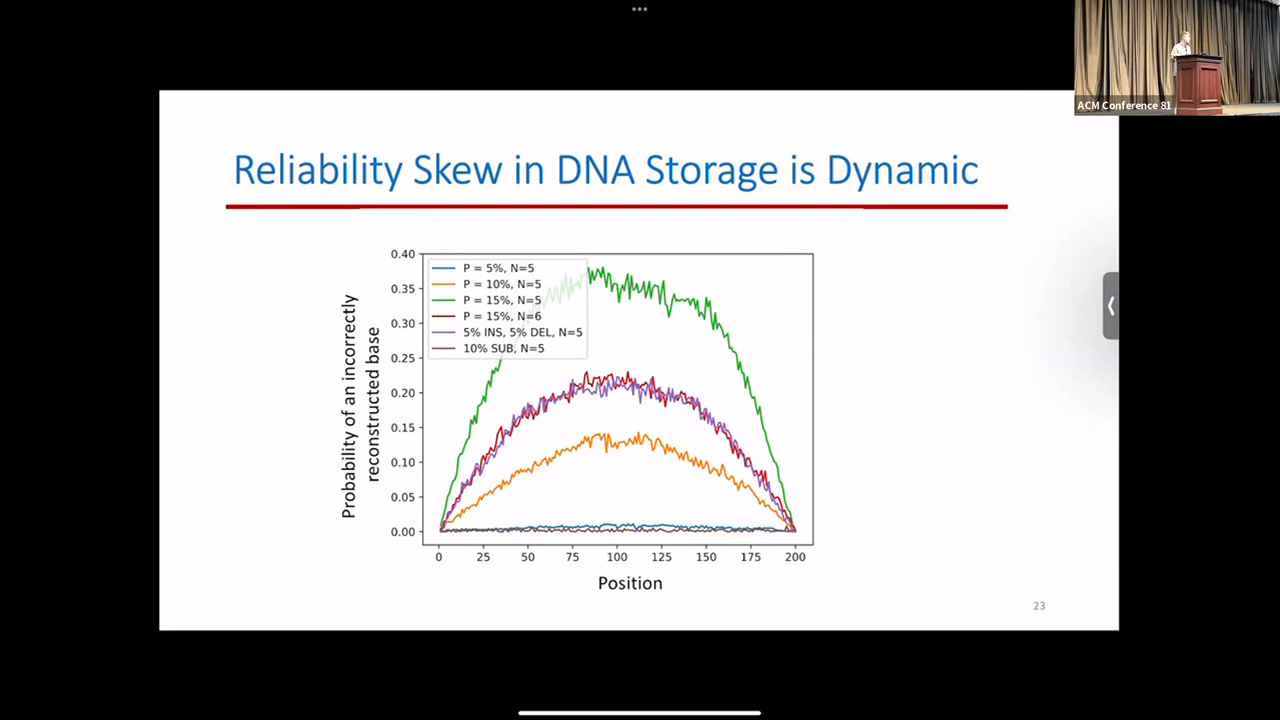 ACM Conference 81
Reliability Skew in DNA Storage is Dynamic
Probability of an incorrectly
reconstructed base
0.40
0.35
0.30
0.25
0.20
0.15
0.10
0.05
0.00
P = 5%, N=5
P = 10%, N=5
P = 15%, N=5
P = 15%, N=6
5% INS, 5% DEL, N=5
10% SUB, N=5
0 25 50 75 100 125 150 175 200
Position
23